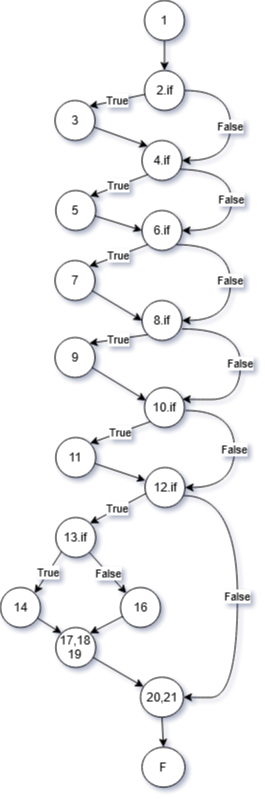 1
2.if
True
3
False
4.if
True
False
5
6.if
True
False
7
8.if
True
9
False
10.if
True
False
11
12.if
True
13.if
True
False
False
14
16
17,18
19
20,21
F